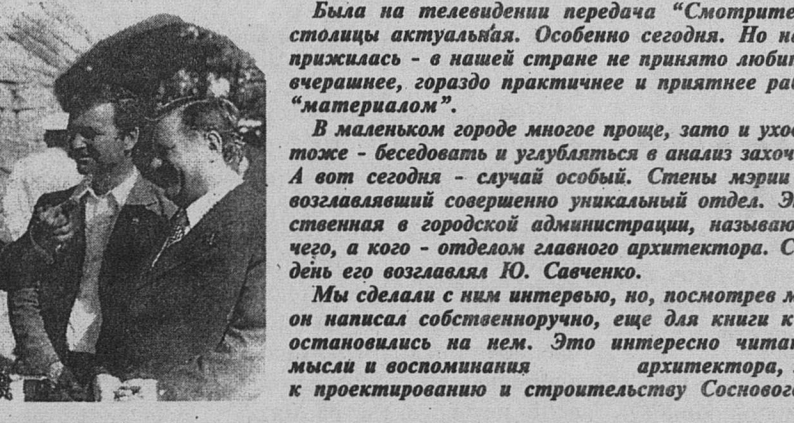 Была на телевидении передача “Смотрите
столицы актуальная. Особенно сегодня. Но на
прижилась - в нашей стране не принято любит
вчерашнее, гораздо практичнее и приятнее раб
“материалом”.
В маленьком городе многое проще, зато и уход
тоже - беседовать и углубляться в анализ захоч
А вот сегодня - случай особый. Стены мэрии
возглавлявший совершенно уникальный отдел. Э
ственная в городской администрации, называю
чего, а кого - отделом главного архитектора. С
день его возглавлял Ю. Савченко.
Мы сделали с ним интервью, но, посмотрев м
он написал собственноручно, еще для книги к
остановились на нем. Это интересно чита
мысли и воспоминания архитектора,
к проектированию и строительству Соснового